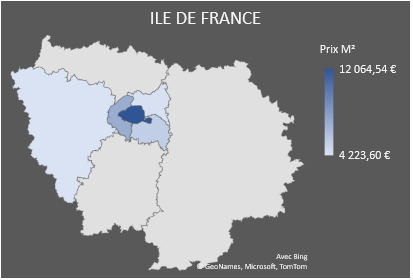 ILE DE FRANCE
Prix M²
12 064,54 €
4 223,60 €
Avec Bing
GeoNames, Microsoft, TomTom